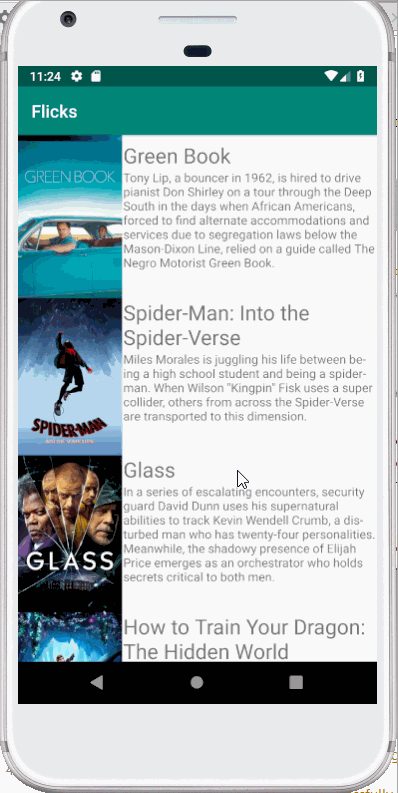 11:24
Flicks
GREEN BOOK
Green Book
Tony Lip, a bouncer in 1962, is hired to drive
pianist Don Shirley on a tour through the Deep
South in the days when African Americans,
forced to find alternate accommodations and
services due to segregation laws below the
Mason-Dixon Line, relied on a guide called The
Negro Motorist Green Book.
SPIDER-MAN
Spider-Man: Into the
Spider-Verse
Miles Morales is juggling his life between be-
ing a high school student and being a spider-
man. When Wilson "Kingpin" Fisk uses a super
collider, others from across the Spider-Verse
are transported to this dimension.
GLASS
Glass
In a series of escalating encounters, security
guard David Dunn uses his supernatural
abilities to track Kevin Wendell Crumb, a dis-
turbed man who has twenty-four personalities.
Meanwhile, the shadowy presence of Elijah
Price emerges as an orchestrator who holds
secrets critical to both men.
How to Train Your Dragon:
The Hidden World